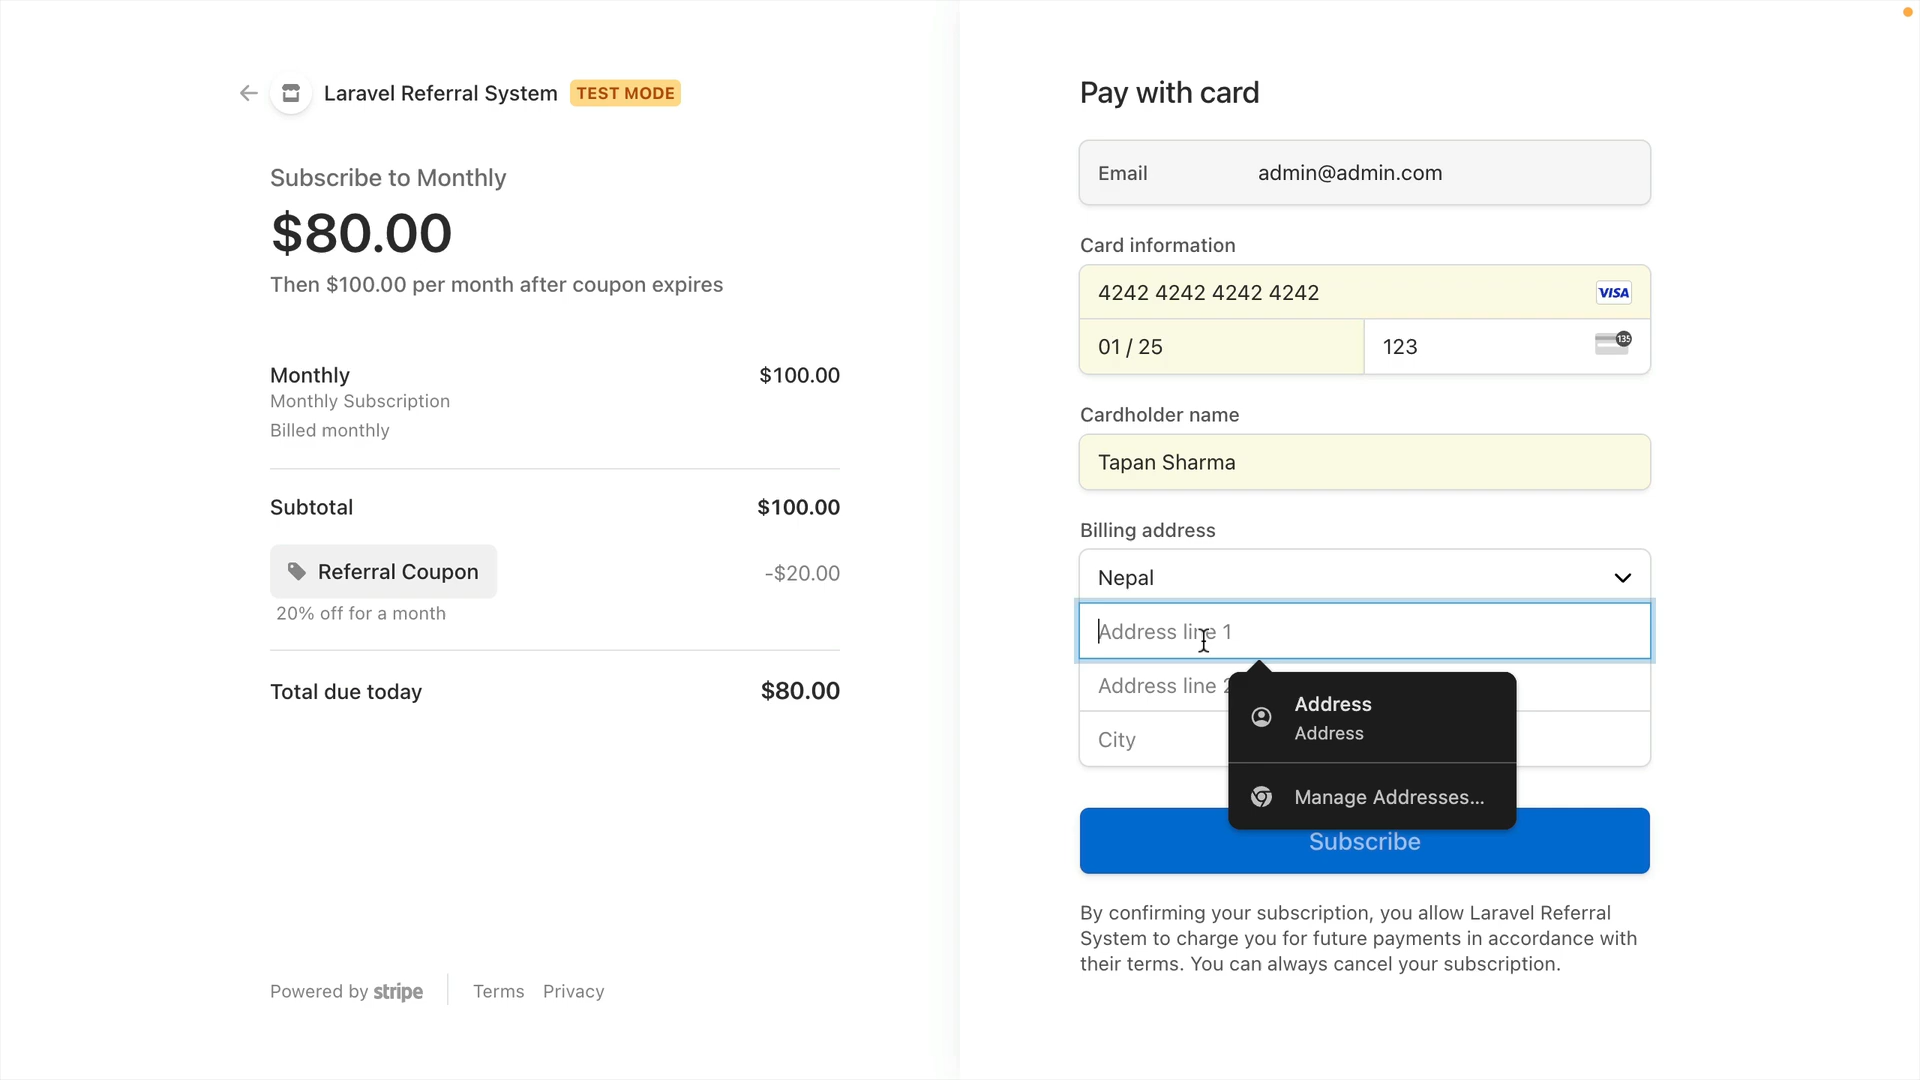 Laravel Referral System TEST MODE
Subscribe to Monthly
$80.00
Then $100.00 per month after coupon expires
Monthly $100.00
Monthly Subscription
Billed monthly
Subtotal $100.00
Referral Coupon -$20.00
20% off for a month
Total due today $80.00
Powered by stripe Terms Privacy
Pay with card
Email admin@admin.com
Card information
4242 4242 4242 4242 VISA
01 / 25 123 135
Cardholder name
Tapan Sharma
Billing address
Nepal
Address line 1
Address line 2
City
Address
Address
Manage Addresses...
Subscribe
By confirming your subscription, you allow Laravel Referral
System to charge you for future payments in accordance with
their terms. You can always cancel your subscription.